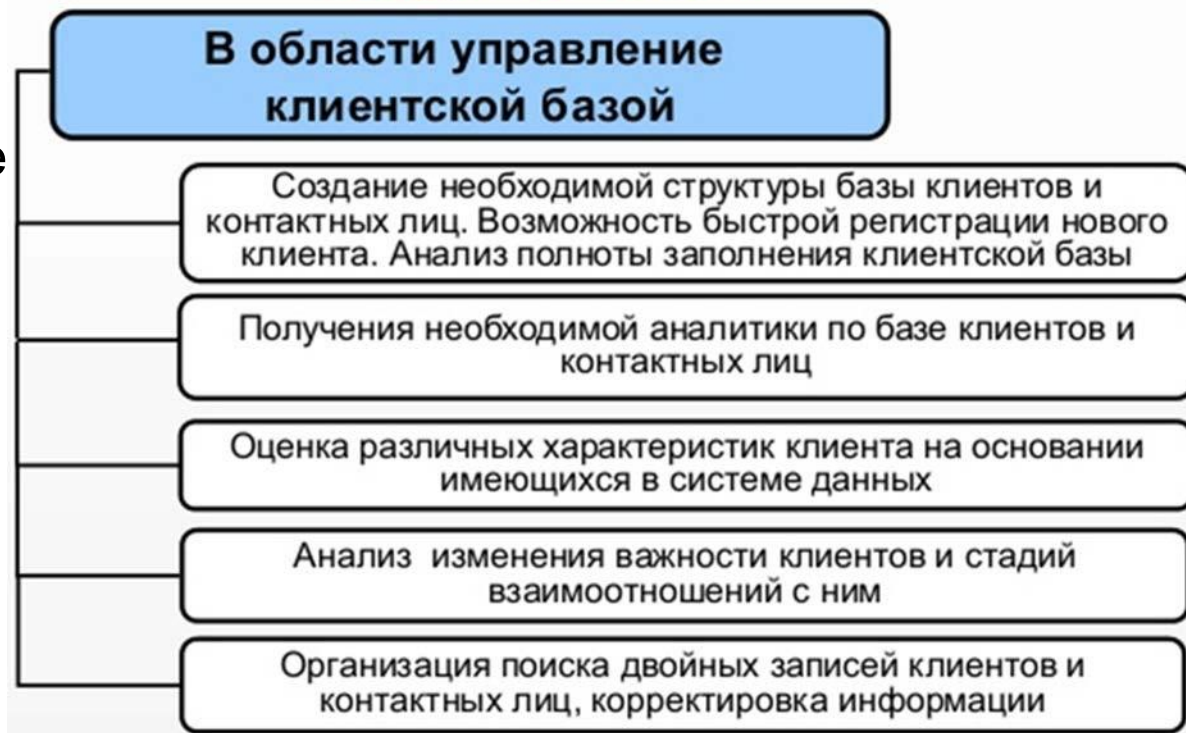 В области управление
клиентской базой
е
Создание необходимой структуры базы клиентов и
контактных лиц. Возможность быстрой регистрации нового
клиента. Анализ полноты заполнения клиентской базы
Получения необходимой аналитики по базе клиентов и
контактных лиц
Оценка различных характеристик клиента на основании
имеющихся в системе данных
Анализ изменения важности клиентов и стадий
взаимоотношений с ним
Организация поиска двойных записей клиентов и
контактных лиц, корректировка информации